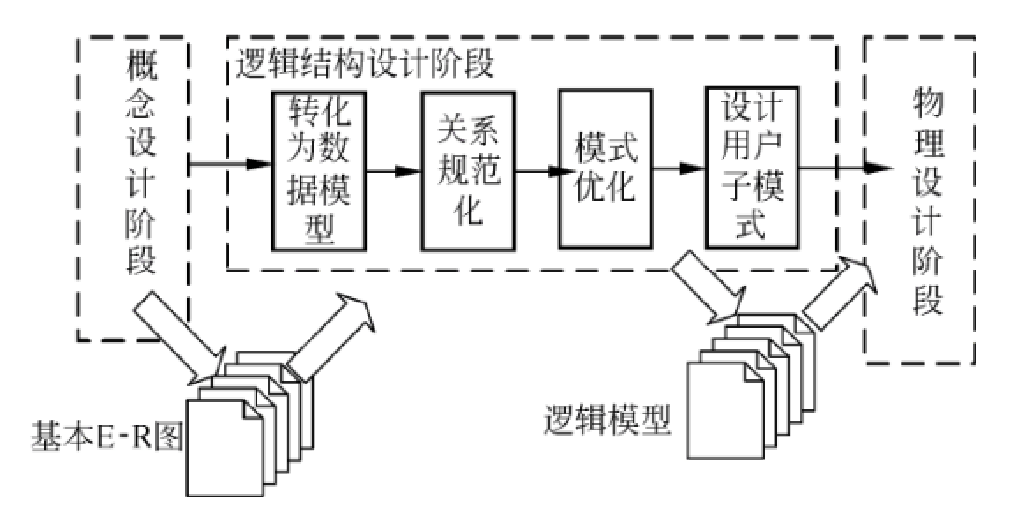 概念设计阶段
逻辑结构设计阶段
转化
为数
据模
型
关系
规范
化
模式
优化
设计
用户
子模
式
物理设计阶段
基本E-R图
逻辑模型